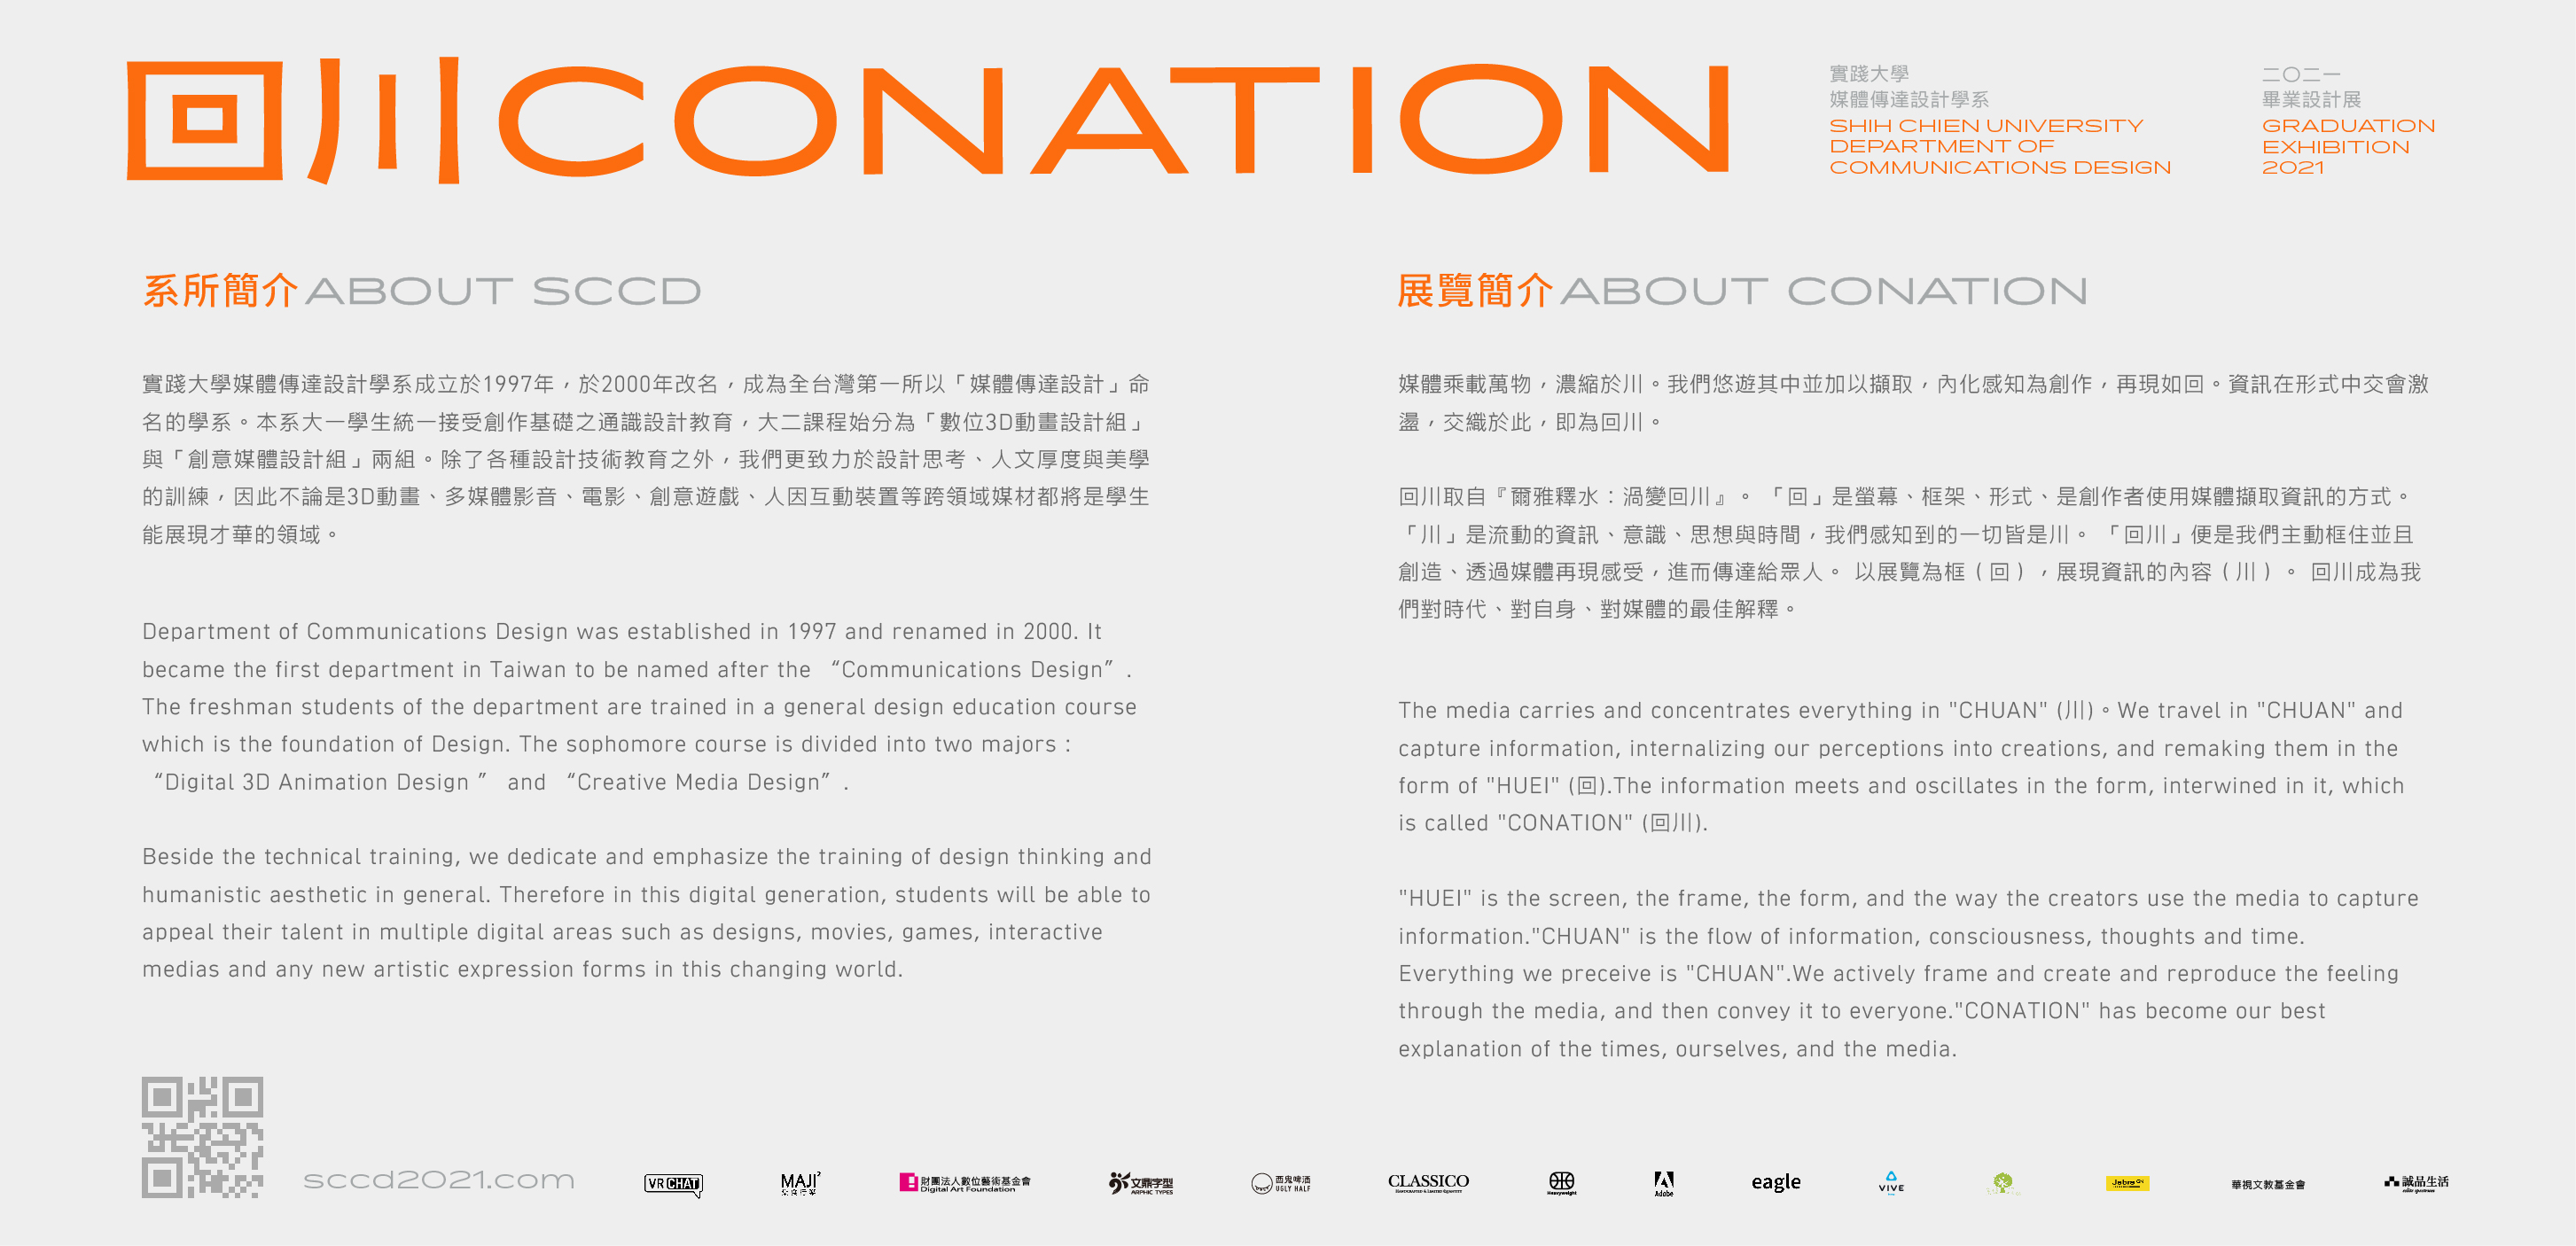 回川CONATION
實踐大學
媒體傳達設計學系
SHIH CHIEN UNIVERSITY
DEPARTMENT OF
COMMUNICATIONS DESIGN
二〇二一
畢業設計展
GRADUATION
EXHIBITION
2021
系所簡介ABOUT SCCD
實踐大學媒體傳達設計學系成立於1997年，於2000年改名，成為全台灣第一所以「媒體傳達設計」命
名的學系。本系大一學生統一接受創作基礎之通識設計教育，大二課程始分為「數位3D動畫設計組」
與「創意媒體設計組」兩組。除了各種設計技術教育之外，我們更致力於設計思考、人文厚度與美學
的訓練，因此不論是3D動畫、多媒體影音、電影、創意遊戲、人因互動裝置等跨領域媒材都將是學生
能展現才華的領域。
Department of Communications Design was established in 1997 and renamed in 2000. It
became the first department in Taiwan to be named after the “Communications Design”.
The freshman students of the department are trained in a general design education course
which is the foundation of Design. The sophomore course is divided into two majors :
“Digital 3D Animation Design ” and “Creative Media Design”.
Beside the technical training, we dedicate and emphasize the training of design thinking and
humanistic aesthetic in general. Therefore in this digital generation, students will be able to
appeal their talent in multiple digital areas such as designs, movies, games, interactive
medias and any new artistic expression forms in this changing world.
展覽簡介ABOUT CONATION
媒體乘載萬物，濃縮於川。我們悠遊其中並加以擷取，內化感知為創作，再現如回。資訊在形式中交會激
盪，交織於此，即為回川。
回川取自『爾雅釋水：渦變回川』。「回」是螢幕、框架、形式、是創作者使用媒體擷取資訊的方式。
「川」是流動的資訊、意識、思想與時間，我們感知到的一切皆是川。「回川」便是我們主動框住並且
創造、透過媒體再現感受，進而傳達給眾人。 以展覽為框（回），展現資訊的內容（川）。 回川成為我
們對時代、對自身、對媒體的最佳解釋。
The media carries and concentrates everything in "CHUAN" (川)。We travel in "CHUAN" and
capture information, internalizing our perceptions into creations, and remaking them in the
form of "HUEI" (回).The information meets and oscillates in the form, interwined in it, which
is called "CONATION" (回川).
"HUEI" is the screen, the frame, the form, and the way the creators use the media to capture
information."CHUAN" is the flow of information, consciousness, thoughts and time.
Everything we preceive is "CHUAN".We actively frame and create and reproduce the feeling
through the media, and then convey it to everyone."CONATION" has become our best
explanation of the times, ourselves, and the media.
sccd2021.com
VRCHAT
MAJI²
財團法人數位藝術基金會
Digital Art Foundation
文鼎字型
ARPHIC TYPES
酉鬼啤酒
UGLY HALF
CLASSICO
Heavyweight
Adobe
eagle
VIVE
Jabra
華視文教基金會
誠品生活
eslite spectrum